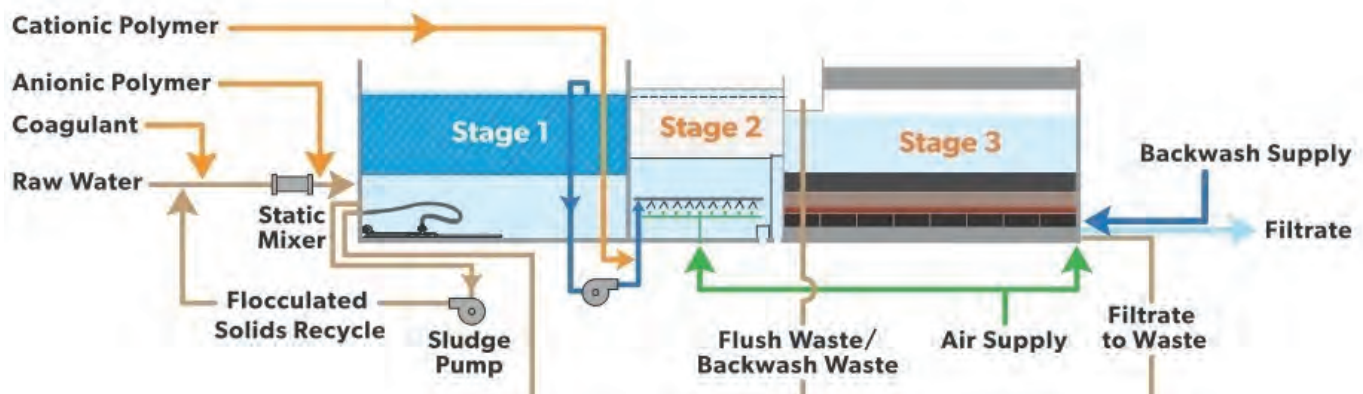 Cationic Polymer
Anionic Polymer
Coagulant
Raw Water
Static
Mixer
Flocculated
Solids Recycle
Sludge
Pump
Stage 1
Stage 2
Stage 3
Flush Waste/
Backwash Waste
Air Supply
Filtrate
to Waste
Backwash Supply
Filtrate